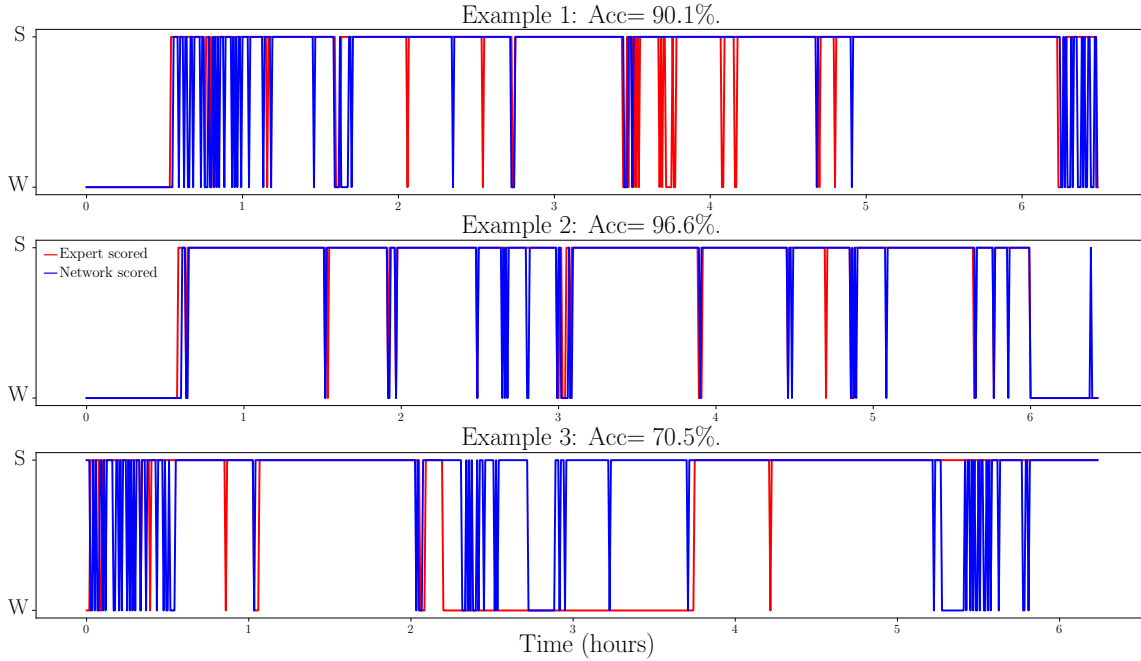 Example 1: Acc= 90.1%.
S
W
0 1 2 3 4 5 6
Example 2: Acc= 96.6%.
S
Expert scored
Network scored
W
0 1 2 3 4 5 6
Example 3: Acc= 70.5%.
S
W
0 1 2 3 4 5 6
Time (hours)